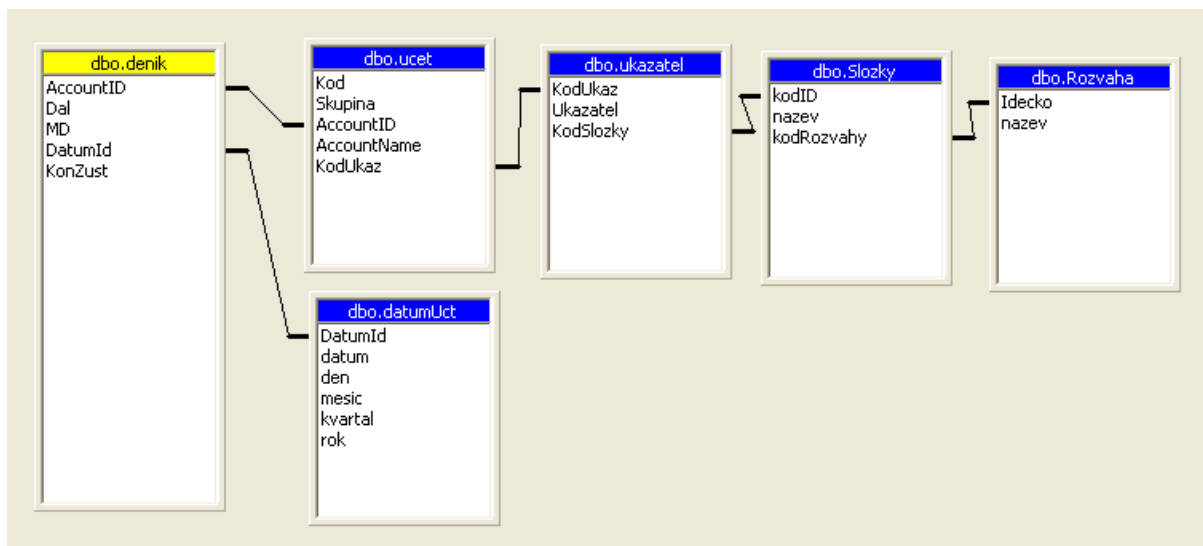 dbo.denik
AccountID
Dal
MD
DatumId
KonZust
dbo.ucet
Kod
Skupina
AccountID
AccountName
KodUkaz
dbo.ukazatel
KodUkaz
Ukazatel
KodSlozky
dbo.Slozky
kodID
nazev
kodRozvahy
dbo.Rozvaha
Idecko
nazev
dbo.datumUct
DatumId
datum
den
mesic
kvartal
rok